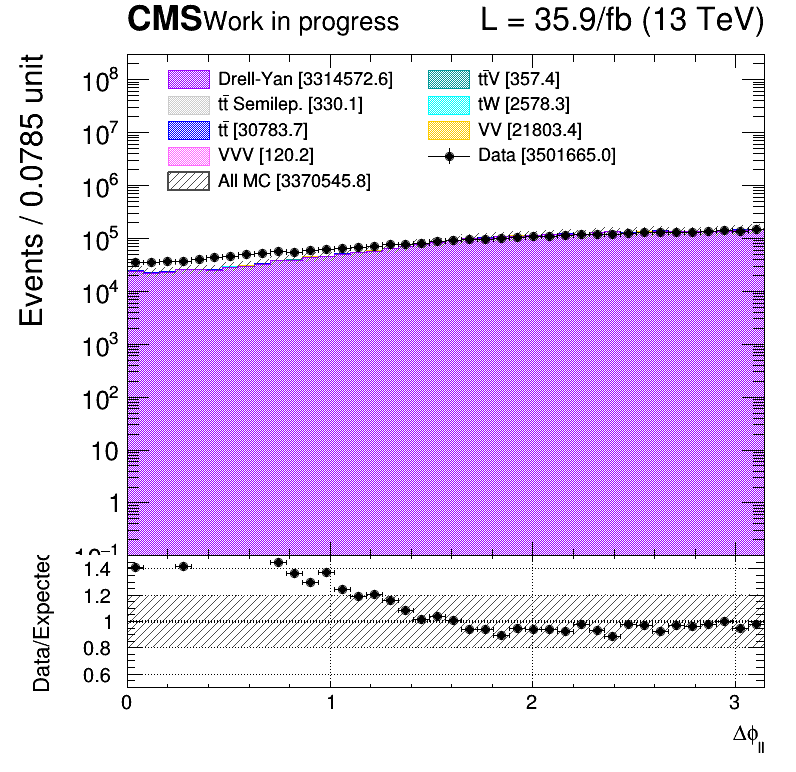 CMS Work in progress L = 35.9/fb (13 TeV)
Events / 0.0785 unit
10⁸
10⁷
10⁶
10⁵
10⁴
10³
10²
10
1
10⁻¹
Drell-Yan [3314572.6]
tt̄ Semilep. [330.1]
tt̄ [30783.7]
VVV [120.2]
All MC [3370545.8]
tt̄V [357.4]
tW [2578.3]
VV [21803.4]
Data [3501665.0]
Data/Expected
1.4
1.2
1
0.8
0.6
0 1 2 3
Δϕ_ll